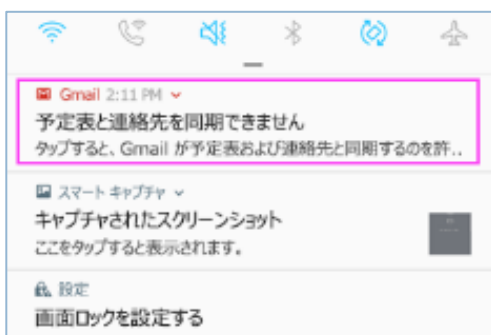 Gmail 2:11 PM
予定表と連絡先を同期できません
タップすると、Gmail が予定表および連絡先と同期するのを許..
スマート キャプチャ
キャプチャされたスクリーンショット
ここをタップすると表示されます。
設定
画面ロックを設定する